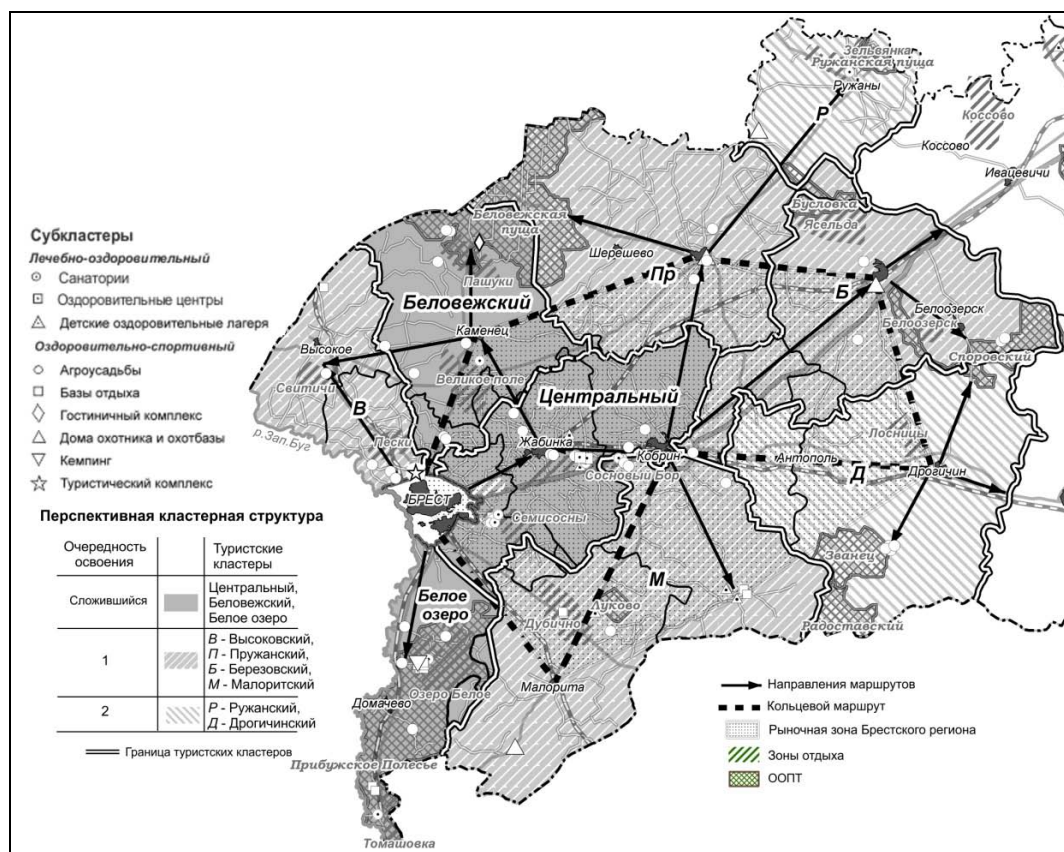 Субкластеры
Лечебно-оздоровительный
Санатории
Оздоровительные центры
Детские оздоровительные лагеря
Оздоровительно-спортивный
Агроусадьбы
Базы отдыха
Гостиничный комплекс
Дома охотника и охотбазы
Кемпинг
Туристический комплекс
Перспективная кластерная структура
Очередность освоения
Туристские кластеры
Сложившийся
Центральный,
Беловежский,
Белое озеро
1
В - Высоковский,
П - Пружанский,
Б - Березовский,
М - Малоритский
2
Р - Ружанский,
Д - Дрогичинский
Граница туристских кластеров
Зельвянка
Ружанская пуща
Ружаны
Р
Коссово
Коссово
Ивацевичи
Бусловка
Ясельда
Беловежская
пуща
Шерешево
Пр
Пашуки
Беловежский
Каменец
Б
Белоозерск
Белоозерск
Споровский
Высокое
Свитичи
Великое поле
В
р.Зап.Буг
Пески
Центральный
Жабинка
Кобрин
Сосновый Бор
Антополь
Лосницы
Д
Дрогичин
БРЕСТ
Семисосны
Званец
Радоставский
М
Луково
Дубично
Малорита
Белое
озеро
Озеро Белое
Домачево
Прибужское Полесье
Томашовка
Направления маршрутов
Кольцевой маршрут
Рыночная зона Брестского региона
Зоны отдыха
ООПТ